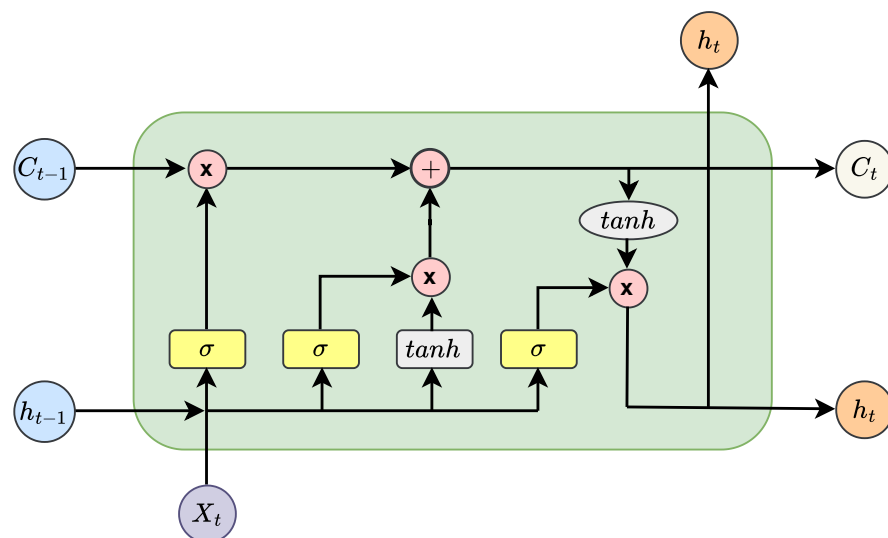 h_t
C_{t-1}
x
+
C_t
tanh
x
x
σ
σ
tanh
σ
h_{t-1}
h_t
X_t